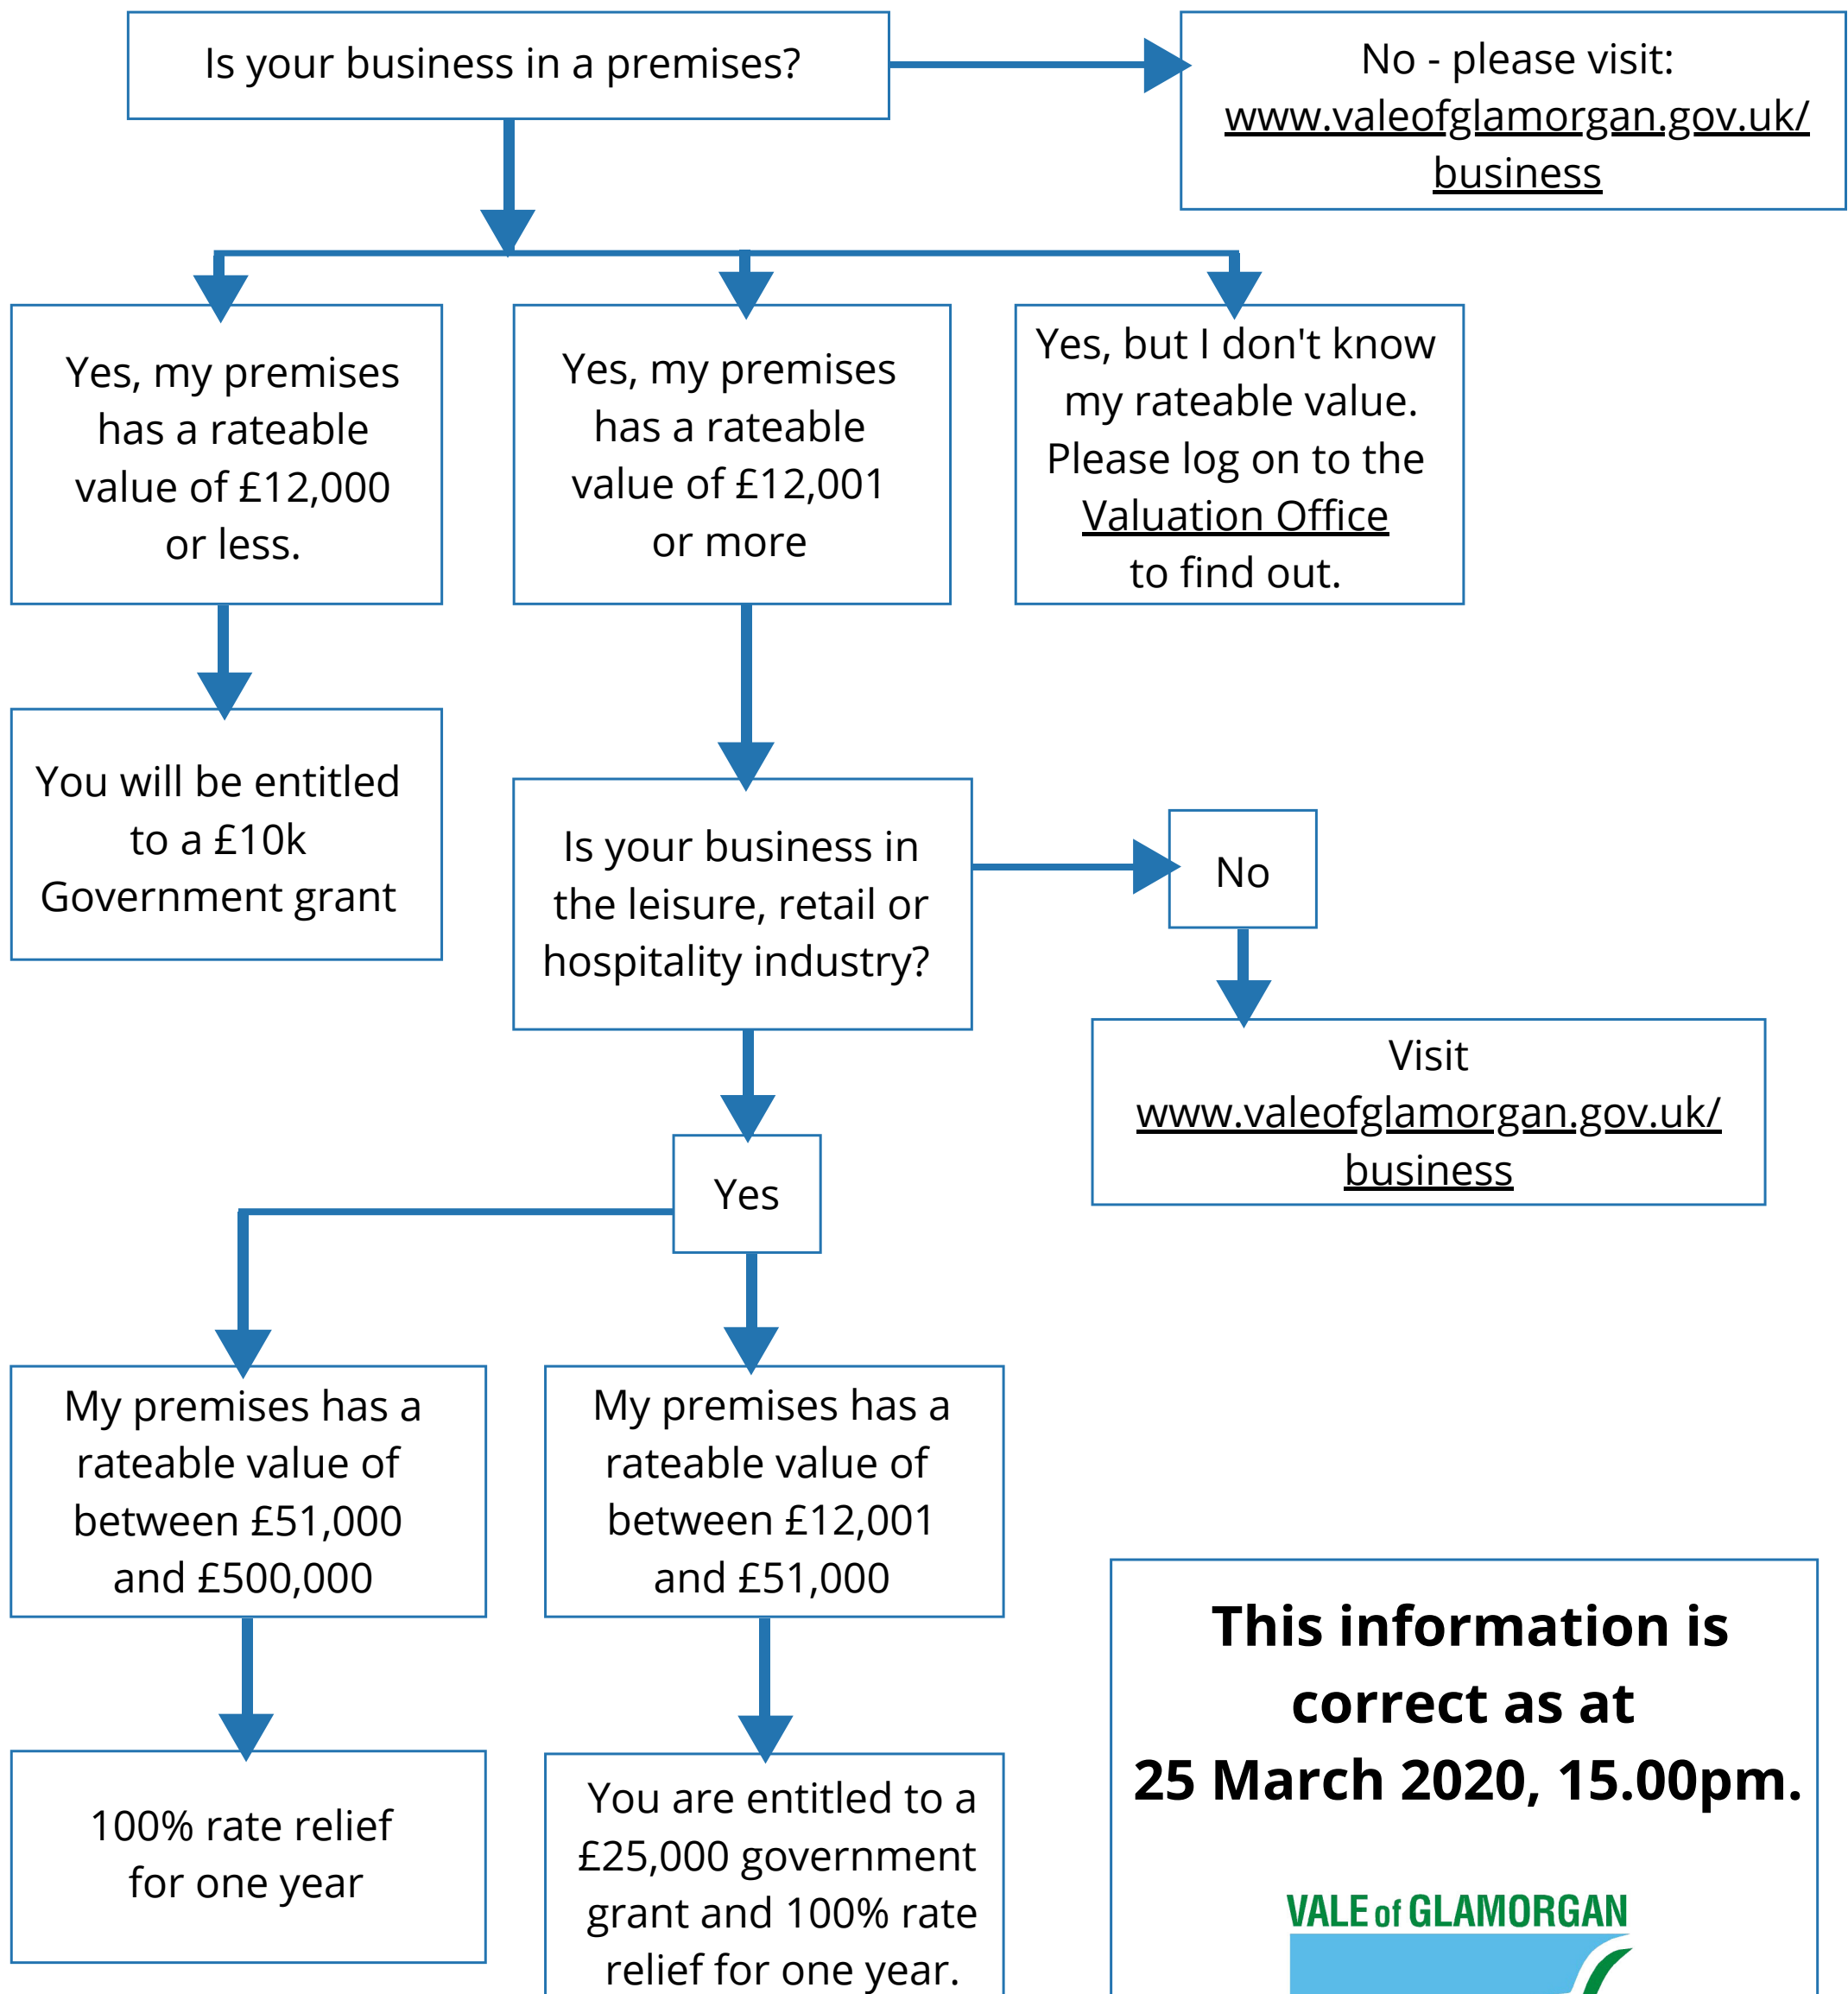 Is your business in a premises?
No - please visit:
www.valeofglamorgan.gov.uk/
business
Yes, my premises
has a rateable
value of £12,000
or less.
Yes, my premises
has a rateable
value of £12,001
or more
Yes, but I don't know
my rateable value.
Please log on to the
Valuation Office
to find out.
You will be entitled
to a £10k
Government grant
Is your business in
the leisure, retail or
hospitality industry?
No
Visit
www.valeofglamorgan.gov.uk/
business
Yes
My premises has a
rateable value of
between £51,000
and £500,000
My premises has a
rateable value of
between £12,001
and £51,000
100% rate relief
for one year
You are entitled to a
£25,000 government
grant and 100% rate
relief for one year.
This information is
correct as at
25 March 2020, 15.00pm.
VALE of GLAMORGAN